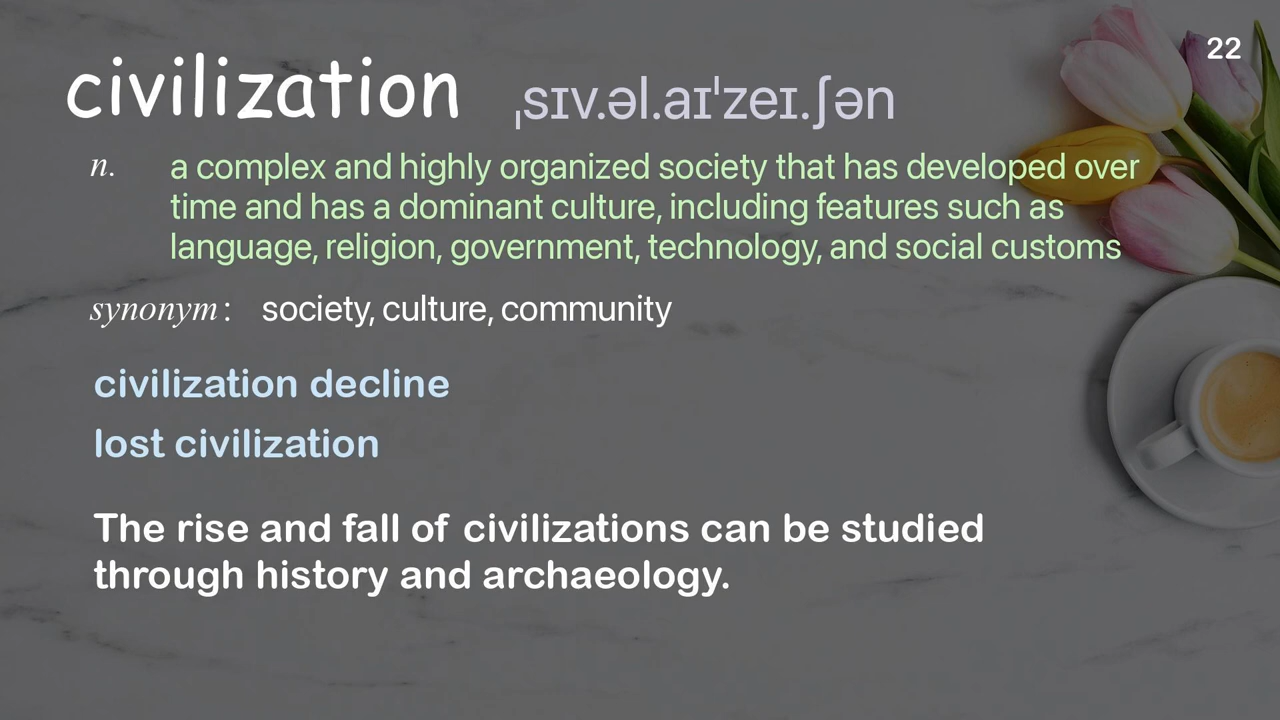 22
civilization ˌsɪv.əl.aɪˈzeɪ.ʃən
n. a complex and highly organized society that has developed over
time and has a dominant culture, including features such as
language, religion, government, technology, and social customs
synonym: society, culture, community
civilization decline
lost civilization
The rise and fall of civilizations can be studied
through history and archaeology.